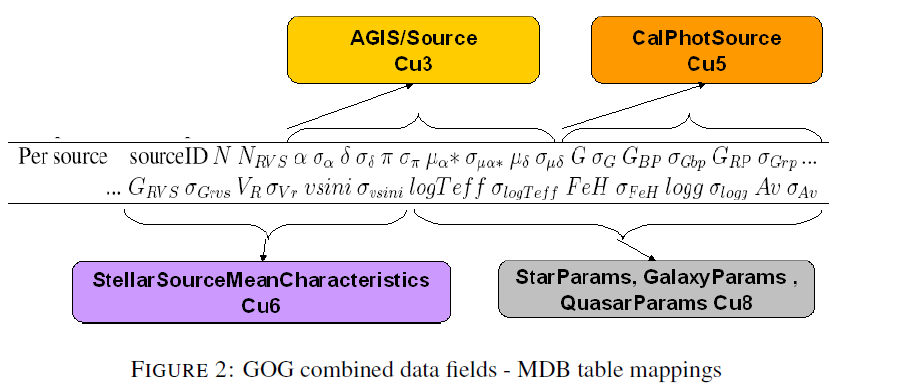 AGIS/Source
Cu3
CalPhotSource
Cu5
Per source sourceID N N_RVS α σ_α δ σ_δ π σ_π μ_α* σ_μα* μ_δ σ_μδ G σ_G G_BP σ_Gbp G_RP σ_Grp ...
... G_RVS σ_Grvs V_R σ_Vr vsini σ_vsini logTeff σ_logTeff FeH σ_FeH logg σ_logg Av σ_Av
StellarSourceMeanCharacteristics
Cu6
StarParams, GalaxyParams ,
QuasarParams Cu8
FIGURE 2: GOG combined data fields - MDB table mappings